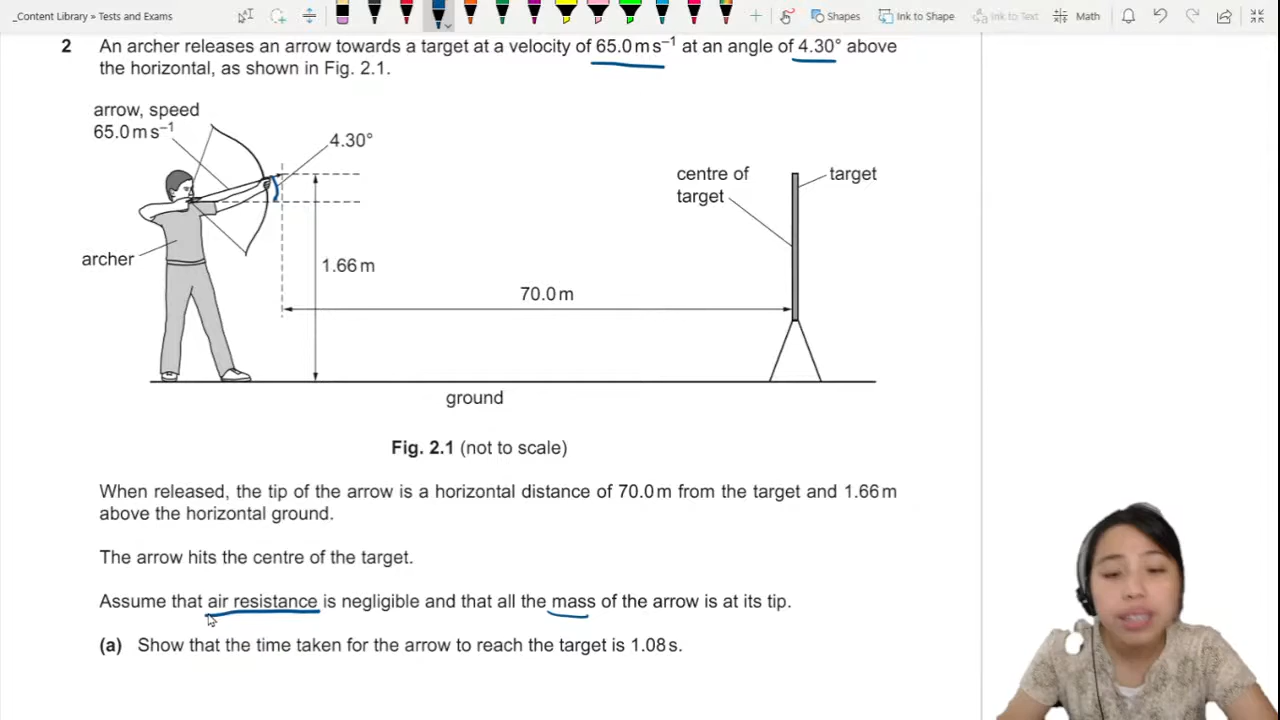 _Content Library » Tests and Exams
Shapes
Ink to Shape
Ink to Text
Math
2 An archer releases an arrow towards a target at a velocity of 65.0 m s⁻¹ at an angle of 4.30° above
the horizontal, as shown in Fig. 2.1.
arrow, speed
65.0 m s⁻¹
4.30°
centre of
target
target
archer
1.66 m
70.0 m
ground
Fig. 2.1 (not to scale)
When released, the tip of the arrow is a horizontal distance of 70.0 m from the target and 1.66 m
above the horizontal ground.
The arrow hits the centre of the target.
Assume that air resistance is negligible and that all the mass of the arrow is at its tip.
(a) Show that the time taken for the arrow to reach the target is 1.08 s.